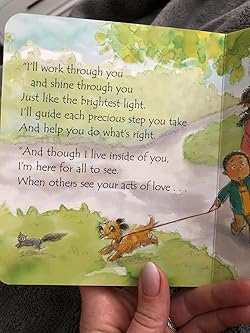 "I'll work through you
and shine through you
Just like the brightest light.
I'll guide each precious step you take
And help you do what's right.
"And though I live inside of you,
I'm here for all to see.
When others see your acts of love . . .